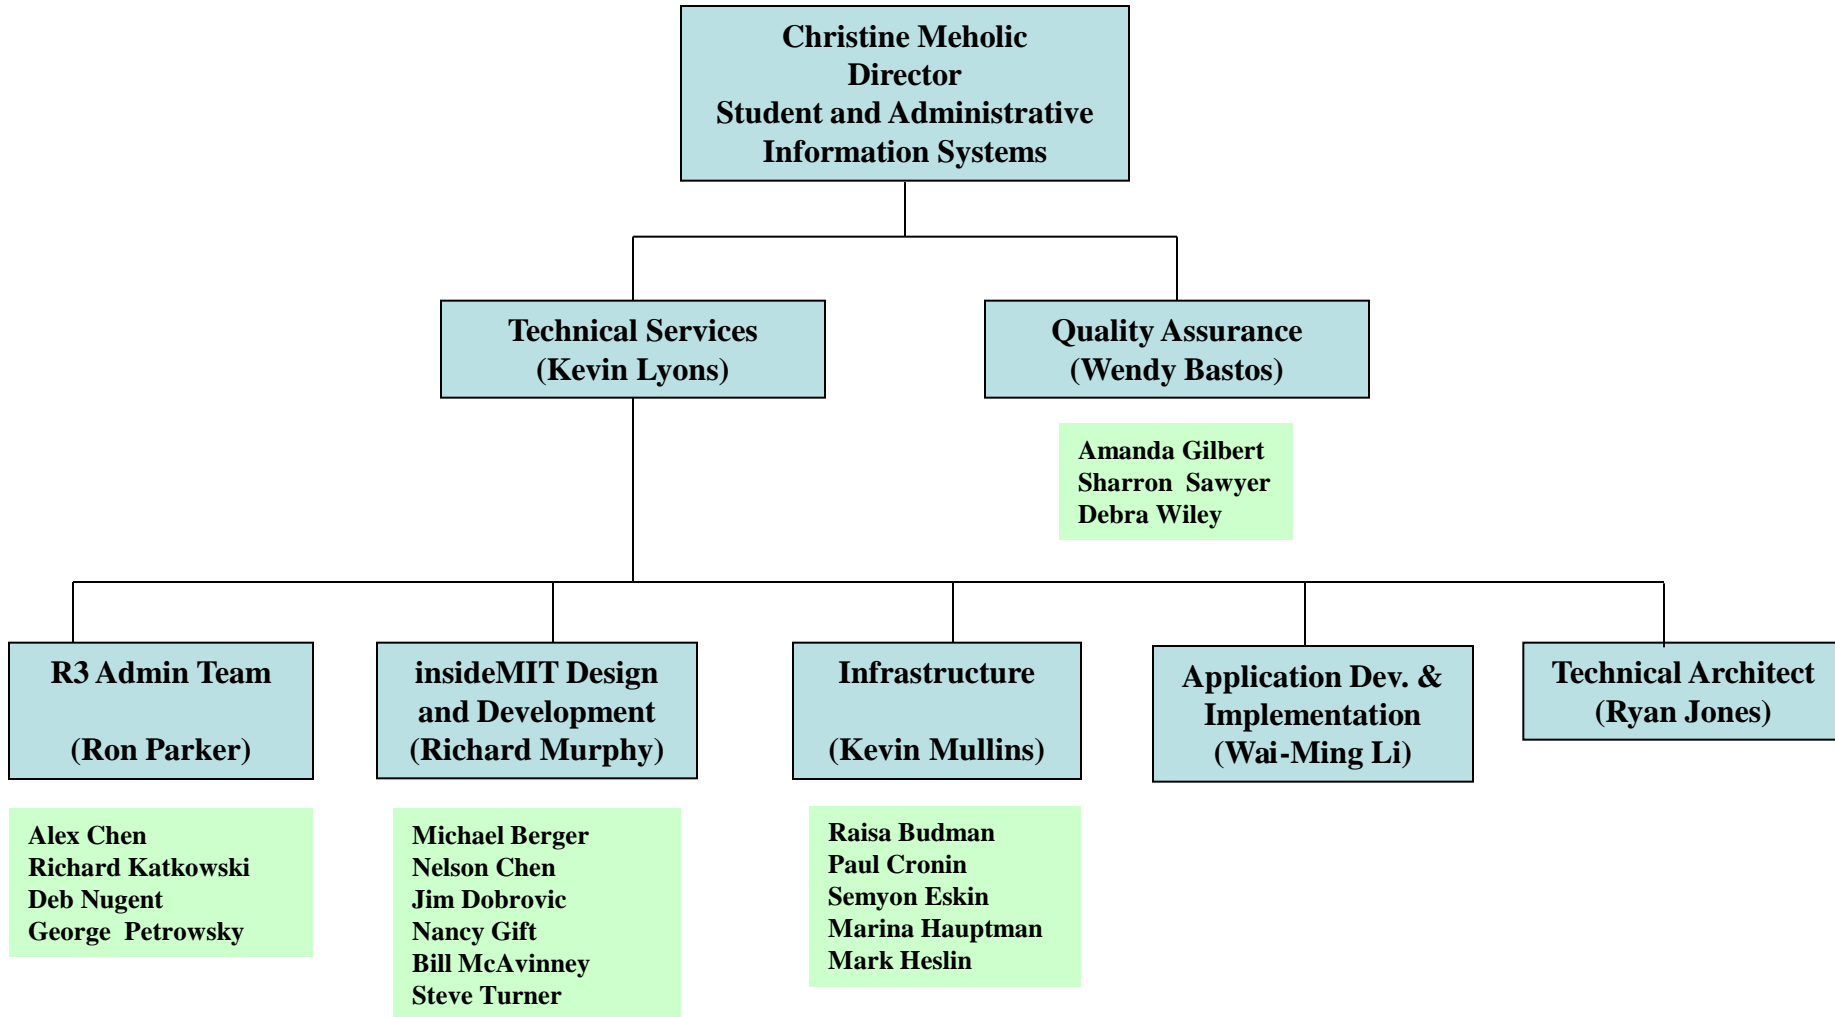 Christine Meholic
Director
Student and Administrative
Information Systems
Technical Services
(Kevin Lyons)
Quality Assurance
(Wendy Bastos)
Amanda Gilbert
Sharron  Sawyer
Debra Wiley
R3 Admin Team
(Ron Parker)
insideMIT Design
and Development
(Richard Murphy)
Infrastructure
(Kevin Mullins)
Application Dev. &
Implementation
(Wai-Ming Li)
Technical Architect
(Ryan Jones)
Alex Chen
Richard Katkowski
Deb Nugent
George  Petrowsky
Michael Berger
Nelson Chen
Jim Dobrovic
Nancy Gift
Bill McAvinney
Steve Turner
Raisa Budman
Paul Cronin
Semyon Eskin
Marina Hauptman
Mark Heslin